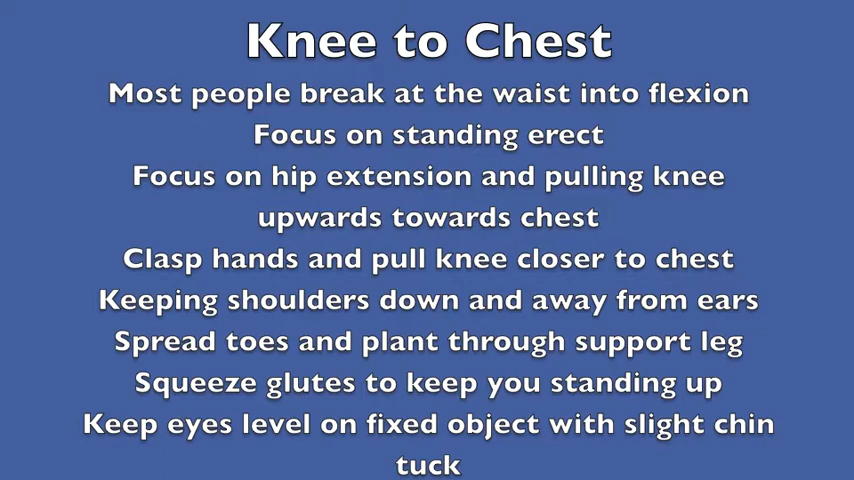 Knee to Chest
Most people break at the waist into flexion
Focus on standing erect
Focus on hip extension and pulling knee
upwards towards chest
Clasp hands and pull knee closer to chest
Keeping shoulders down and away from ears
Spread toes and plant through support leg
Squeeze glutes to keep you standing up
Keep eyes level on fixed object with slight chin
tuck